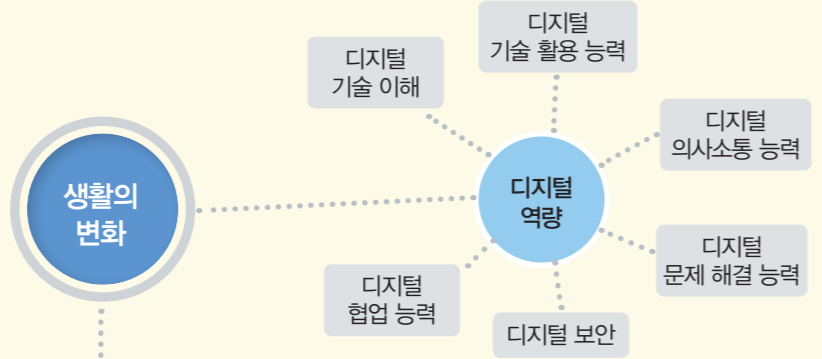 디지털
기술 활용 능력
디지털
기술 이해
디지털
의사소통 능력
생활의
변화
디지털
역량
디지털
문제 해결 능력
디지털
협업 능력
디지털 보안